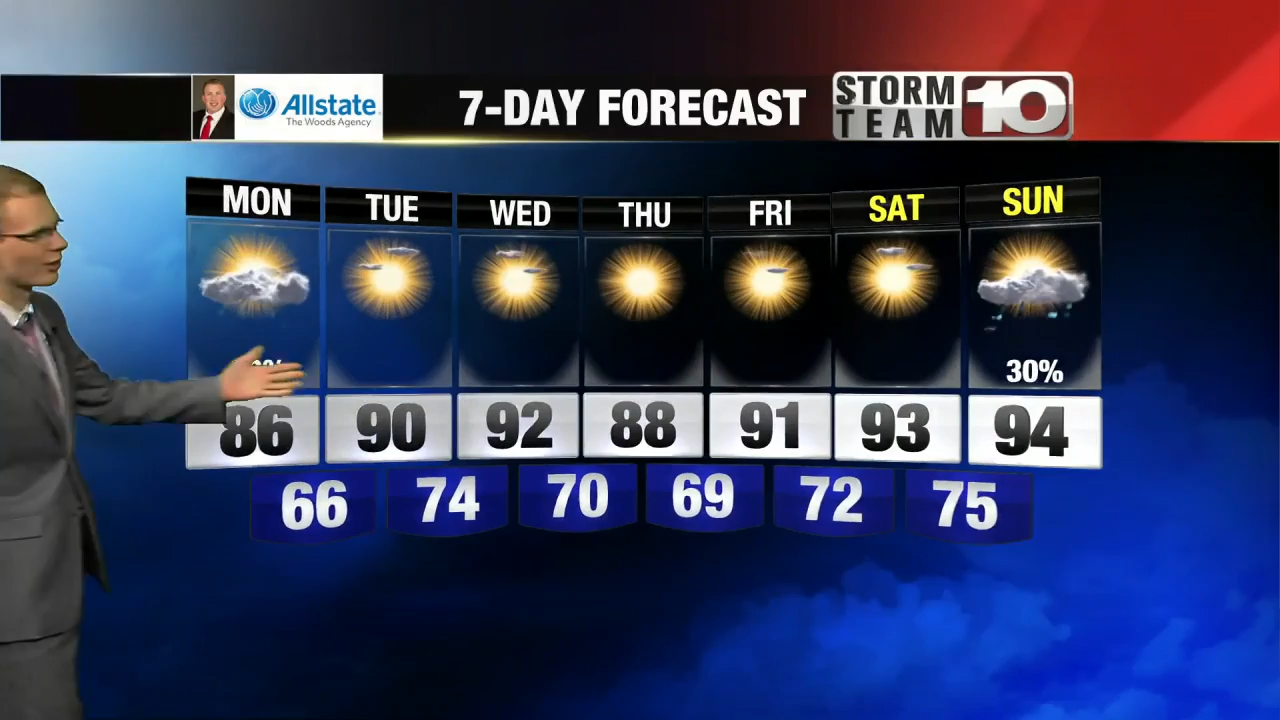 Allstate
The Woods Agency
7-DAY FORECAST
STORM
TEAM
10
MON TUE WED THU FRI SAT SUN
30%
86 90 92 88 91 93 94
66 74 70 69 72 75